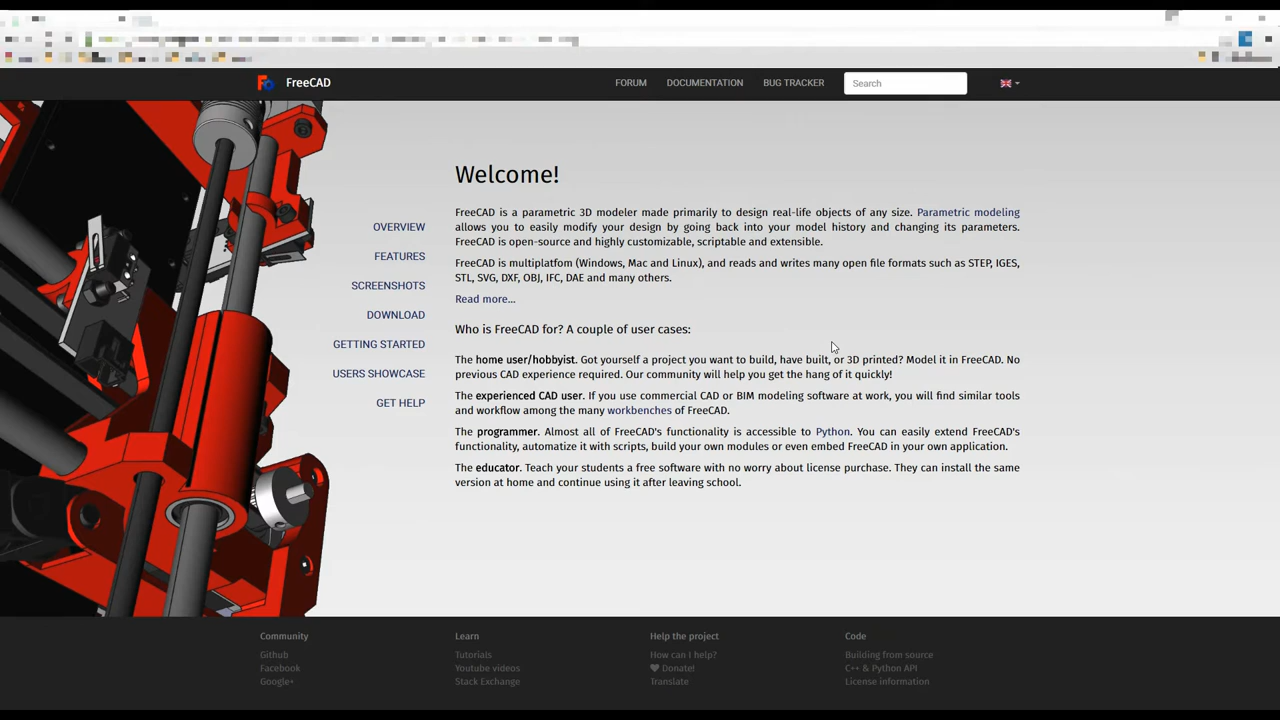 FreeCAD
FORUM
DOCUMENTATION
BUG TRACKER
Search
Welcome!
FreeCAD is a parametric 3D modeler made primarily to design real-life objects of any size. Parametric modeling
allows you to easily modify your design by going back into your model history and changing its parameters.
FreeCAD is open-source and highly customizable, scriptable and extensible.
FreeCAD is multiplatfom (Windows, Mac and Linux), and reads and writes many open file formats such as STEP, IGES,
STL, SVG, DXF, OBJ, IFC, DAE and many others.
Read more...
Who is FreeCAD for? A couple of user cases:
The home user/hobbyist. Got yourself a project you want to build, have built, or 3D printed? Model it in FreeCAD. No
previous CAD experience required. Our community will help you get the hang of it quickly!
The experienced CAD user. If you use commercial CAD or BIM modeling software at work, you will find similar tools
and workflow among the many workbenches of FreeCAD.
The programmer. Almost all of FreeCAD's functionality is accessible to Python. You can easily extend FreeCAD's
functionality, automatize it with scripts, build your own modules or even embed FreeCAD in your own application.
The educator. Teach your students a free software with no worry about license purchase. They can install the same
version at home and continue using it after leaving school.
OVERVIEW
FEATURES
SCREENSHOTS
DOWNLOAD
GETTING STARTED
USERS SHOWCASE
GET HELP
Community
Github
Facebook
Google+
Learn
Tutorials
Youtube videos
Stack Exchange
Help the project
How can I help?
Donate!
Translate
Code
Building from source
C++ & Python API
License information